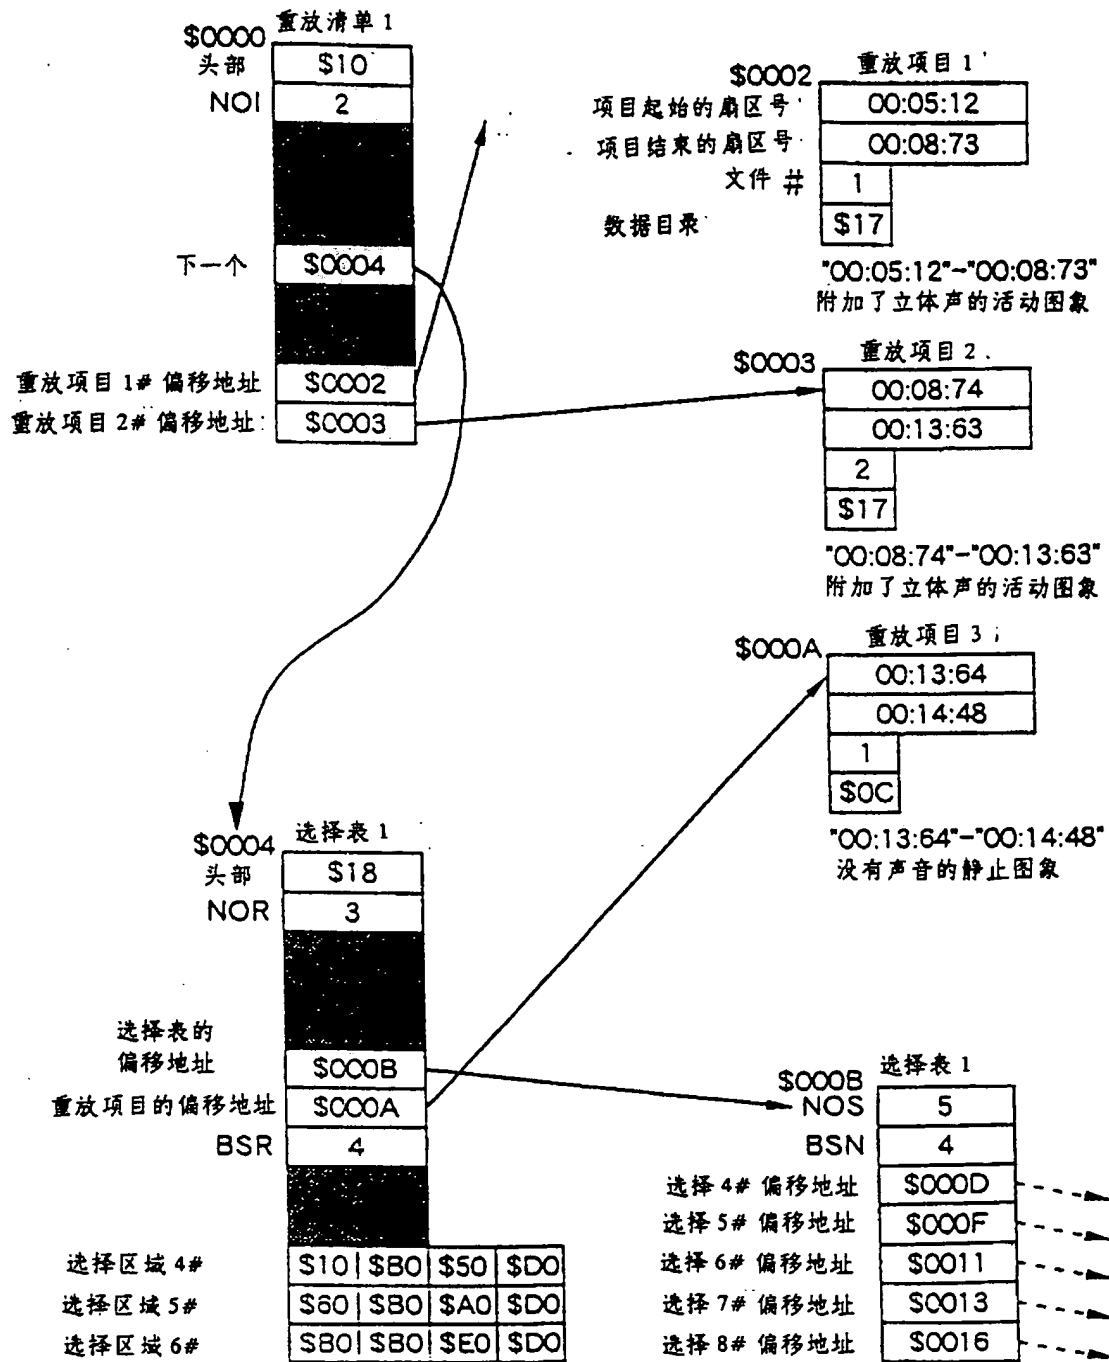 重放清单 1
$0000
头部 $10
NOI 2
下一个 $0004
重放项目 1# 偏移地址 $0002
重放项目 2# 偏移地址 $0003
重放项目 1
$0002
项目起始的扇区号 00:05:12
项目结束的扇区号 00:08:73
文件 # 1
数据目录 $17
"00:05:12"~"00:08:73"
附加了立体声的活动图象
重放项目 2
$0003
00:08:74
00:13:63
2
$17
"00:08:74"-"00:13:63"
附加了立体声的活动图象
重放项目 3
$000A
00:13:64
00:14:48
1
$0C
"00:13:64"-"00:14:48"
没有声音的静止图象
选择表 1
$0004
头部 $18
NOR 3
选择表的
偏移地址 $000B
重放项目的偏移地址 $000A
BSR 4
选择区域 4# $10 $B0 $50 $D0
选择区域 5# $60 $B0 $A0 $D0
选择区域 6# $B0 $B0 $E0 $D0
选择表 1
$000B
NOS 5
BSN 4
选择 4# 偏移地址 $000D
选择 5# 偏移地址 $000F
选择 6# 偏移地址 $0011
选择 7# 偏移地址 $0013
选择 8# 偏移地址 $0016